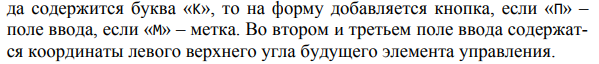 да содержится буква «К», то на форму добавляется кнопка, если «П» –
поле ввода, если «М» – метка. Во втором и третьем поле ввода содержат-
ся координаты левого верхнего угла будущего элемента управления.